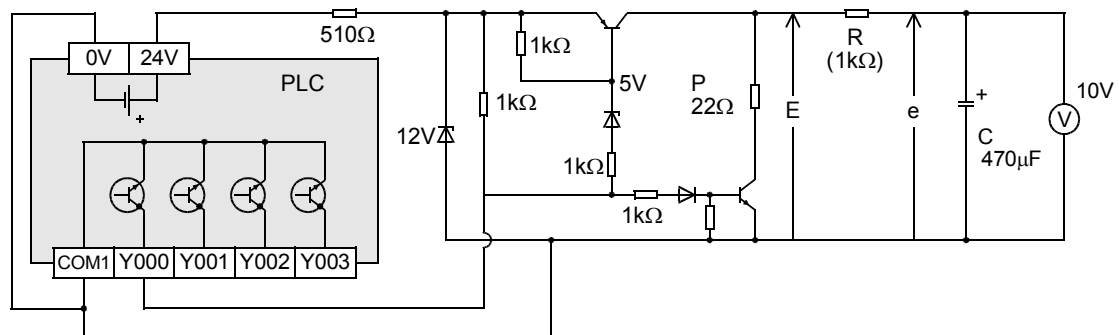 0V 24V
PLC
510Ω
1kΩ
5V
P
22Ω
R
(1kΩ)
10V
1kΩ
12V
E
e
+
V
C
470μF
+
1kΩ
1kΩ
COM1 Y000 Y001 Y002 Y003